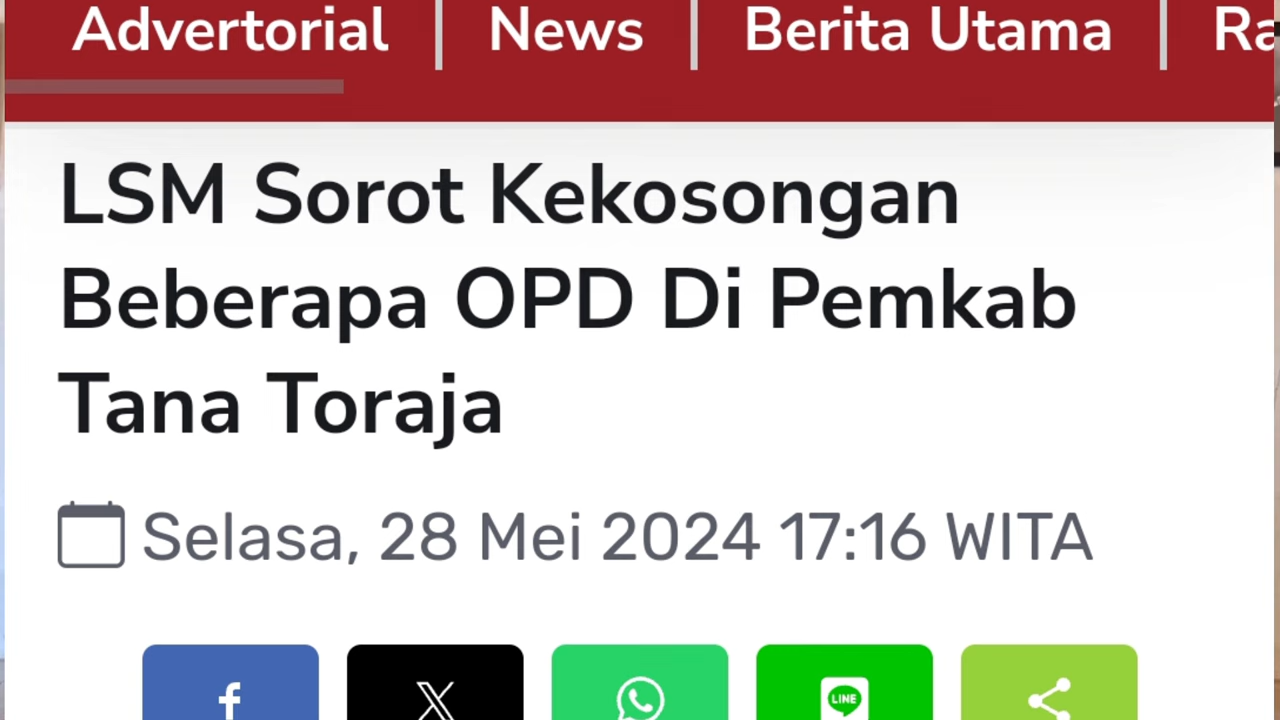 Advertorial | News | Berita Utama | Ra
LSM Sorot Kekosongan
Beberapa OPD Di Pemkab
Tana Toraja
Selasa, 28 Mei 2024 17:16 WITA
LINE